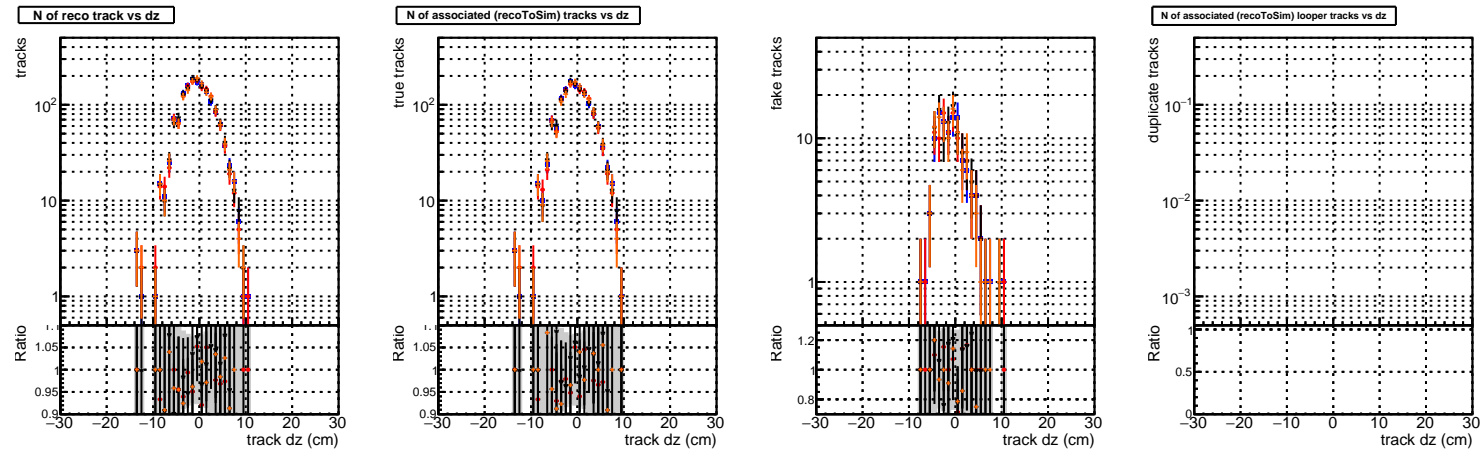 N of reco track vs dz
tracks
10²
10
1
Ratio
1.1
1.05
1
0.95
0.9
−30 −20 −10 0 10 20 30
track dz (cm)
N of associated (recoToSim) tracks vs dz
true tracks
10²
10
1
Ratio
1.1
1.05
1
0.95
0.9
−30 −20 −10 0 10 20 30
track dz (cm)
fake tracks
10
1
Ratio
1.2
1
0.8
−30 −20 −10 0 10 20 30
track dz (cm)
N of associated (recoToSim) looper tracks vs dz
duplicate tracks
10⁻¹
10⁻²
10⁻³
Ratio
1
0.5
0
−30 −20 −10 0 10 20 30
track dz (cm)